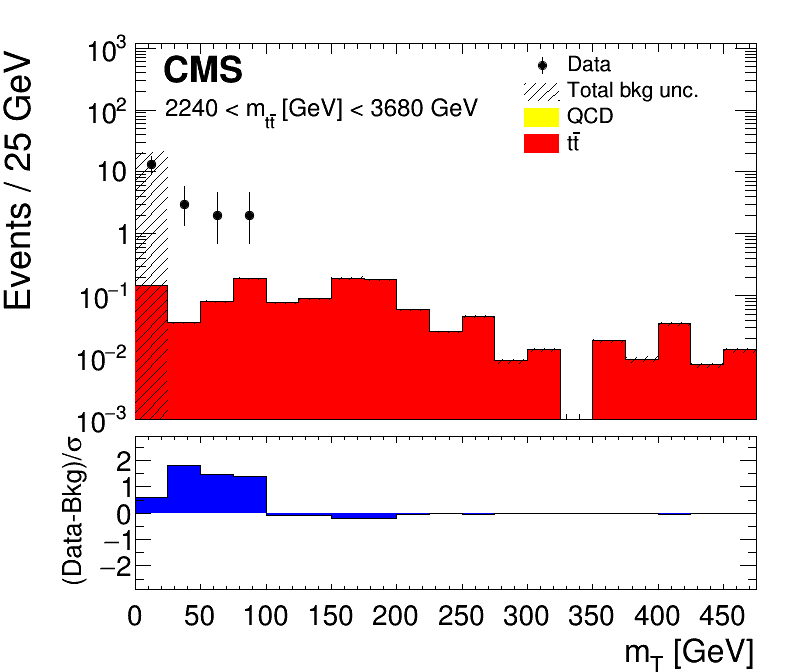 CMS
2240 < m_tt̄ [GeV] < 3680 GeV
Data
Total bkg unc.
QCD
tt̄
Events / 25 GeV
10³
10²
10
1
10⁻¹
10⁻²
10⁻³
(Data-Bkg)/σ
2
1
0
−1
−2
0 50 100 150 200 250 300 350 400 450
m_T [GeV]